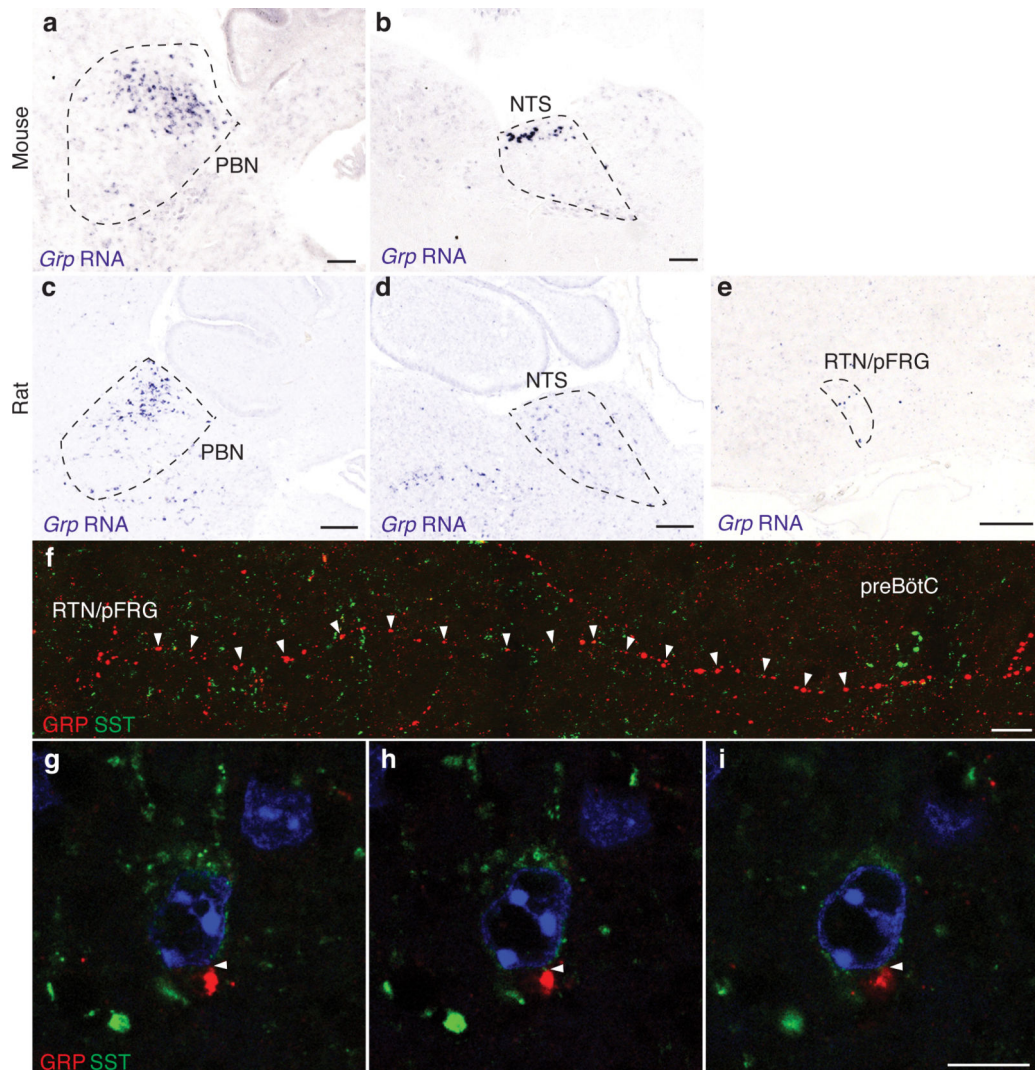 a
b
Mouse
NTS
PBN
Grp RNA
Grp RNA
c
d
e
Rat
NTS
RTN/pFRG
PBN
Grp RNA
Grp RNA
Grp RNA
f
RTN/pFRG
preBötC
GRP SST
g
h
i
GRP SST